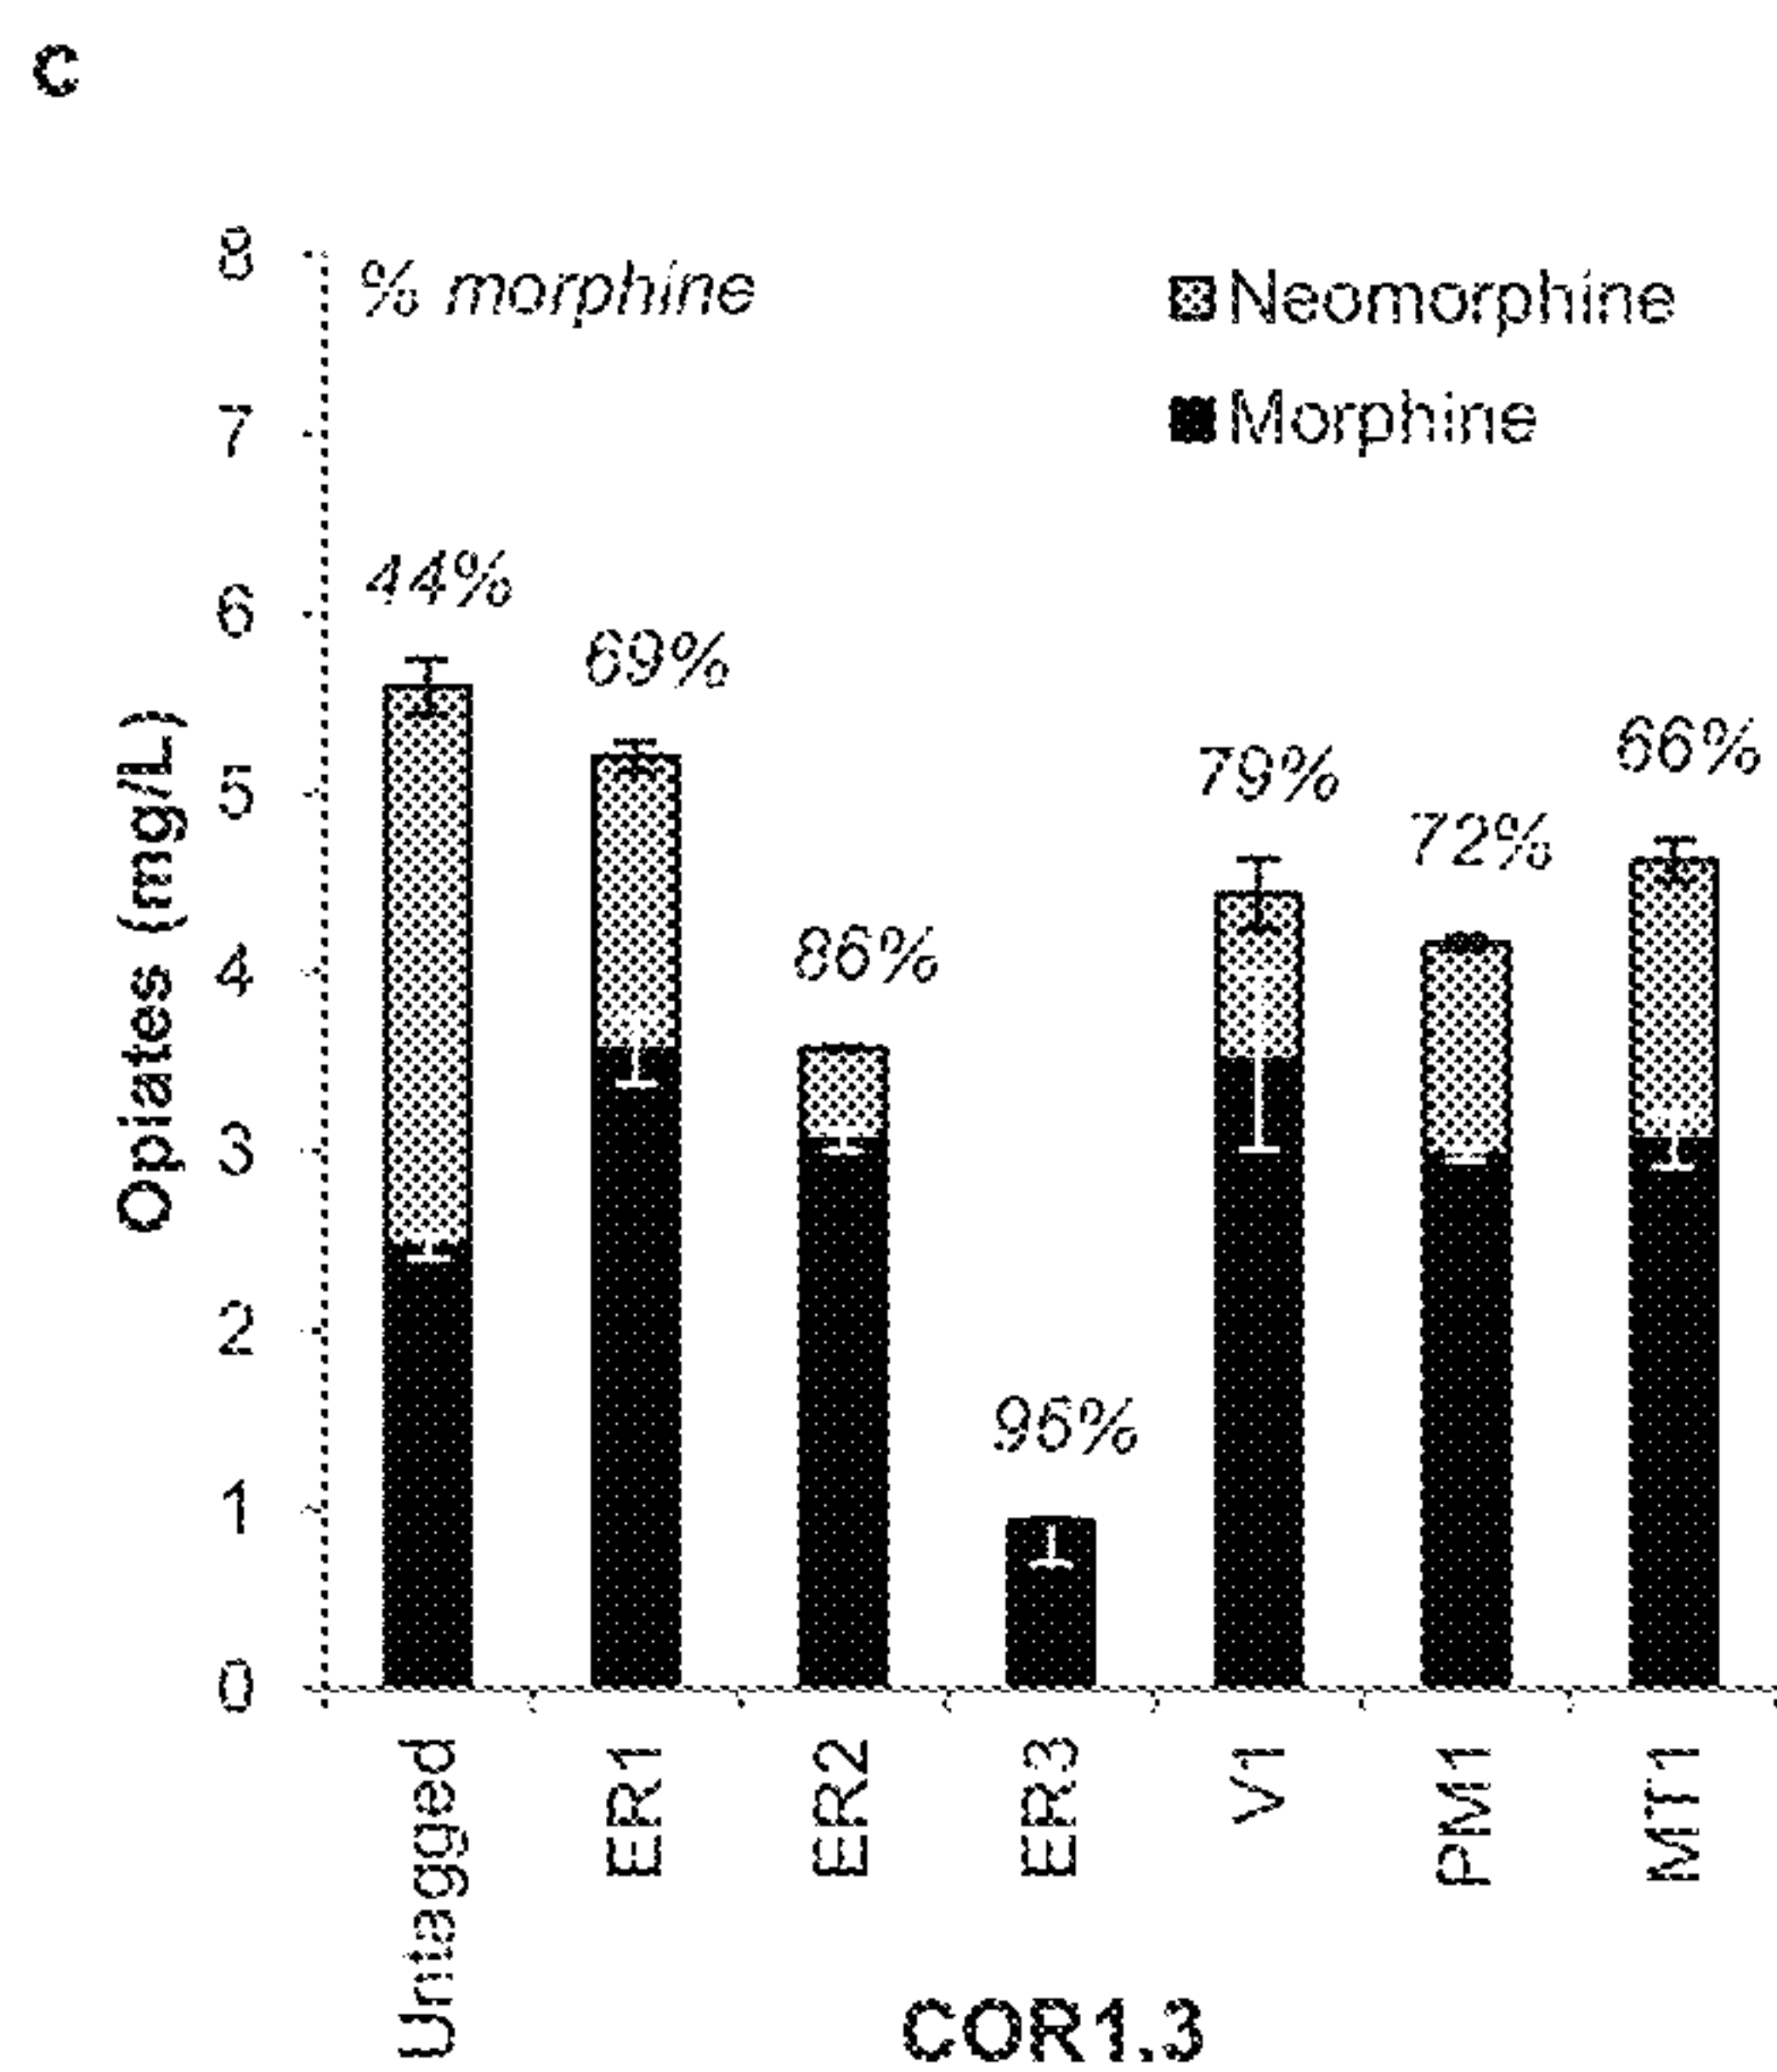 c
8
% morphine
Neomorphine
Morphine
7
6
5
4
3
2
1
0
Opiates (mg/L)
44%
69%
86%
79%
72%
66%
Untagged
ER1
ER2
ER3
V1
PM1
MT1
COR1.3